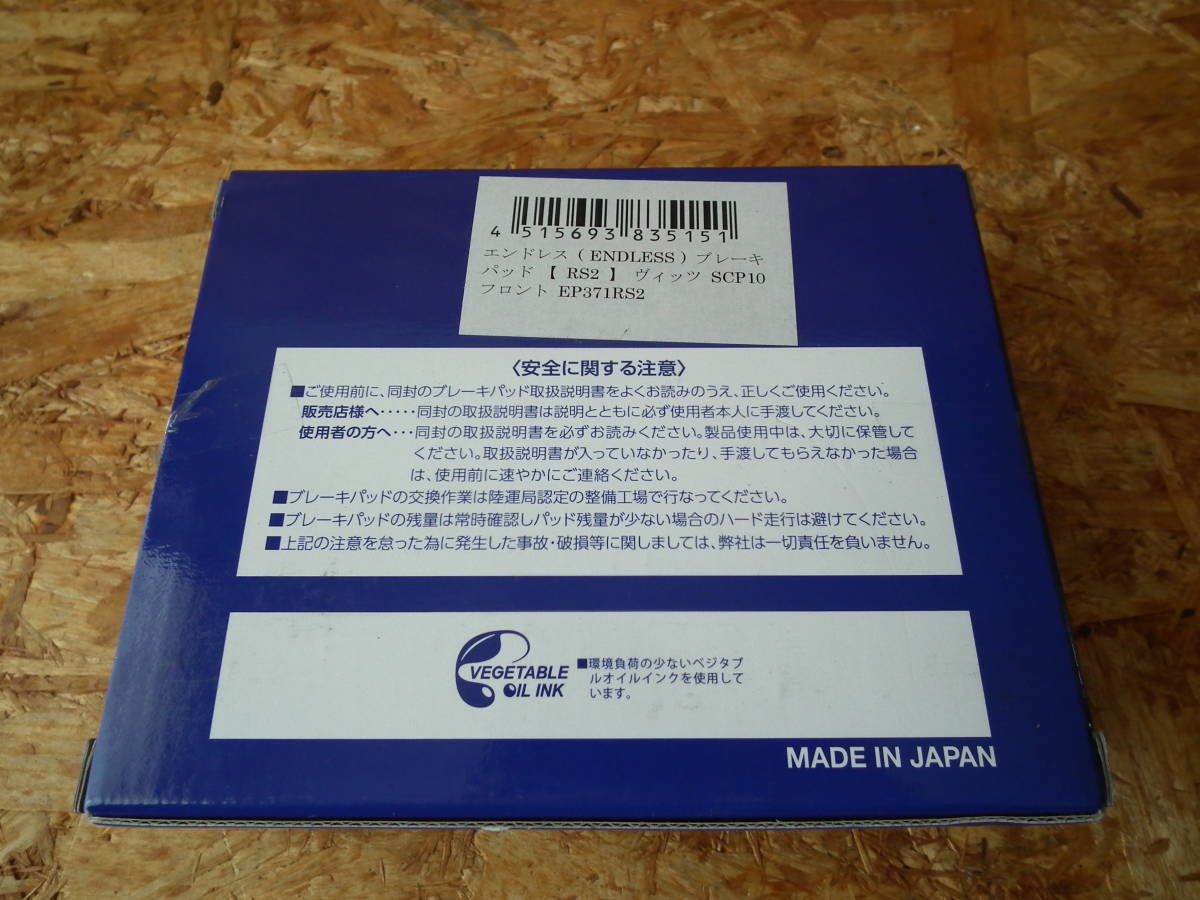 4 515693 835151
エンドレス ( ENDLESS ) ブレーキ
パッド 【 RS2 】 ヴィッツ SCP10
フロント EP371RS2
〈安全に関する注意〉
■ご使用前に、同封のブレーキパッド取扱説明書をよくお読みのうえ、正しくご使用ください。
販売店様へ‥‥‥同封の取扱説明書は説明とともに必ず使用者本人に手渡してください。
使用者の方へ‥‥同封の取扱説明書を必ずお読みください。製品使用中は、大切に保管して
ください。取扱説明書が入っていなかったり、手渡してもらえなかった場合
は、使用前に速やかにご連絡ください。
■ブレーキパッドの交換作業は陸運局認定の整備工場で行なってください。
■ブレーキパッドの残量は常時確認しパッド残量が少ない場合のハード走行は避けてください。
■上記の注意を怠った為に発生した事故・破損等に関しましては、弊社は一切責任を負いません。
VEGETABLE
OIL INK
■環境負荷の少ないベジタブ
ルオイルインクを使用して
います。
MADE IN JAPAN